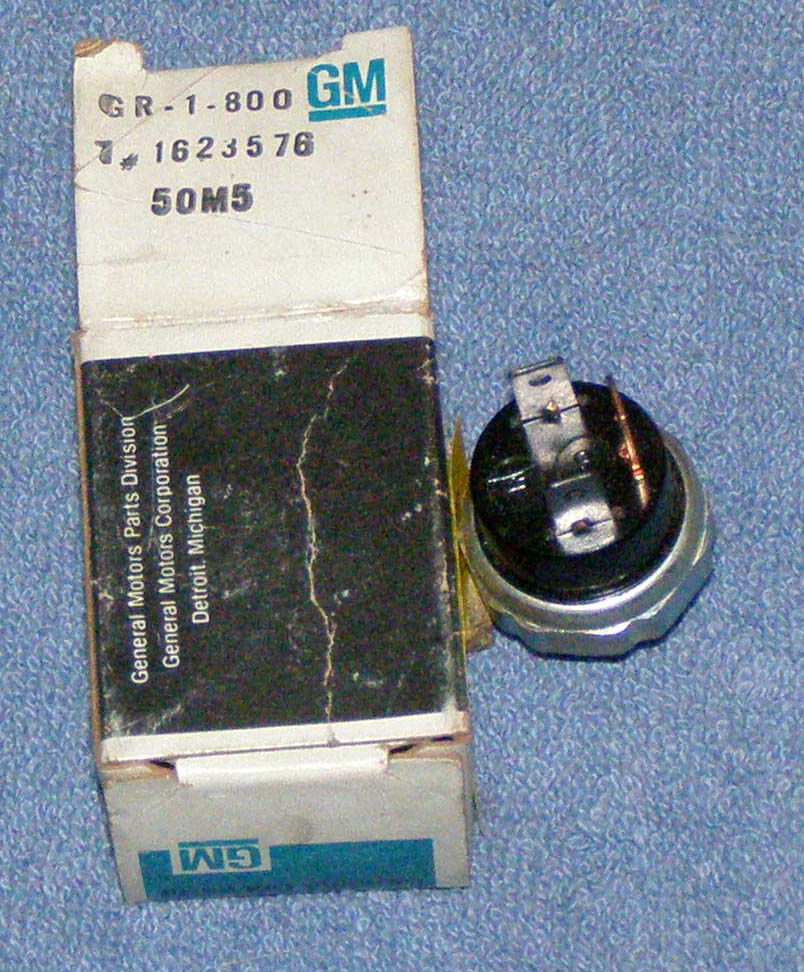 GR-1-800 GM
1623576
50M5
General Motors Parts Division
General Motors Corporation
Detroit, Michigan
GM